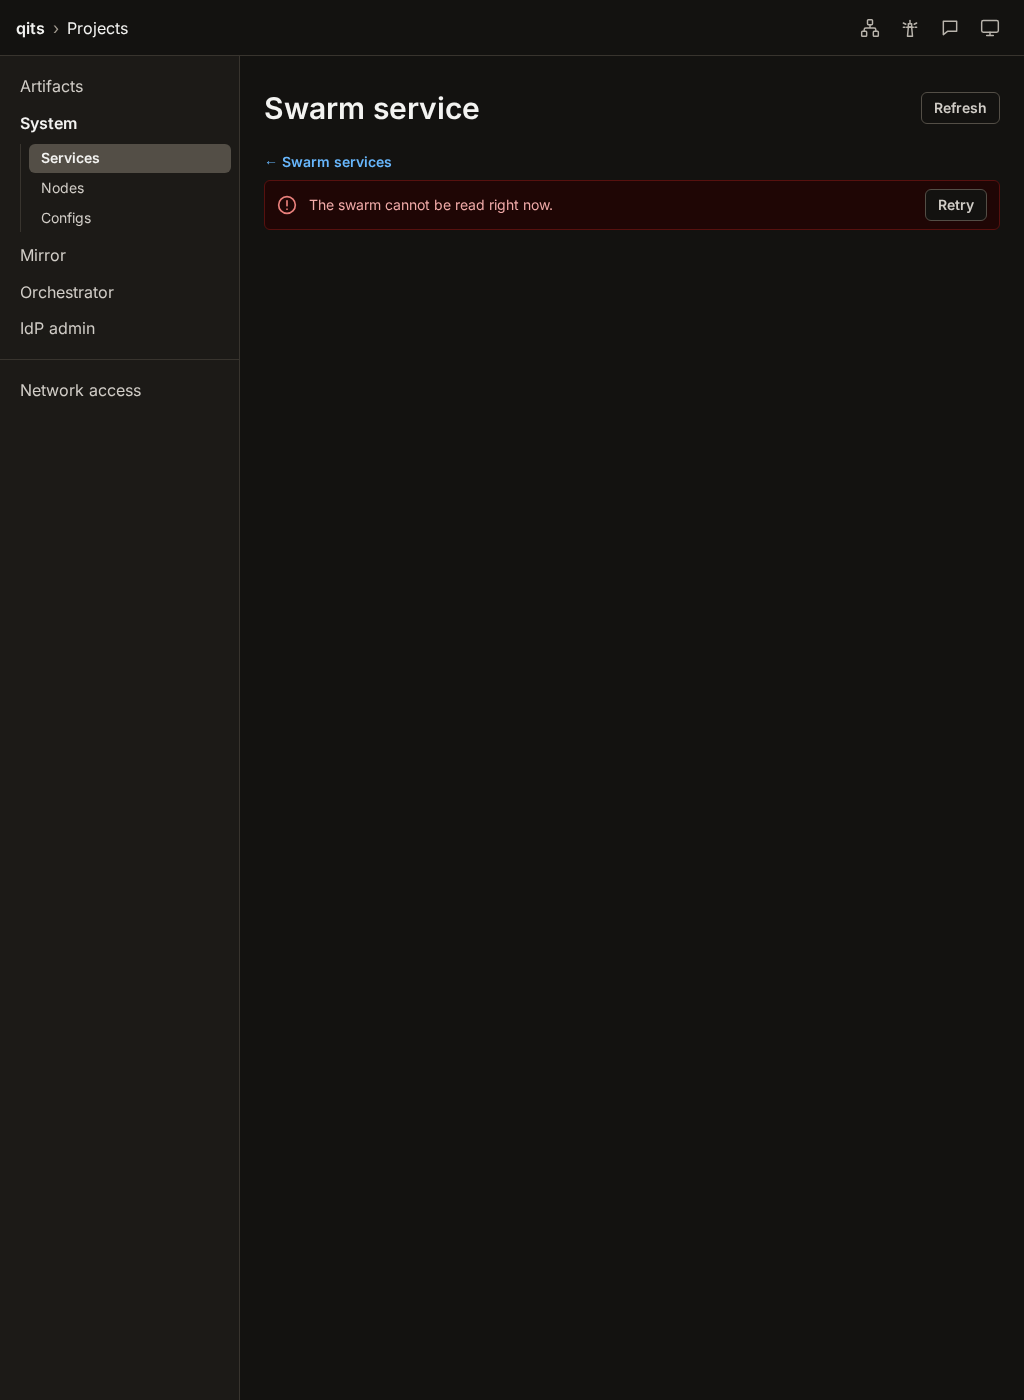 qits › Projects
Artifacts
System
Services
Nodes
Configs
Mirror
Orchestrator
IdP admin
Network access
Swarm service
Refresh
← Swarm services
The swarm cannot be read right now.
Retry